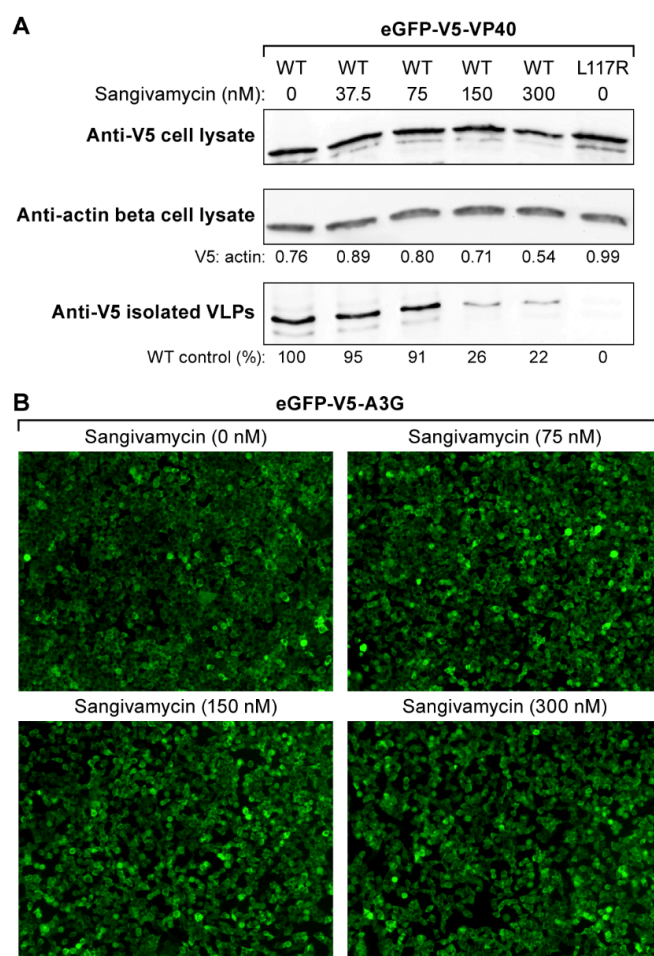 A
eGFP-V5-VP40
WT WT WT WT WT L117R
Sangivamycin (nM): 0 37.5 75 150 300 0
Anti-V5 cell lysate
Anti-actin beta cell lysate
V5: actin: 0.76 0.89 0.80 0.71 0.54 0.99
Anti-V5 isolated VLPs
WT control (%): 100 95 91 26 22 0
B
eGFP-V5-A3G
Sangivamycin (0 nM) Sangivamycin (75 nM)
Sangivamycin (150 nM) Sangivamycin (300 nM)